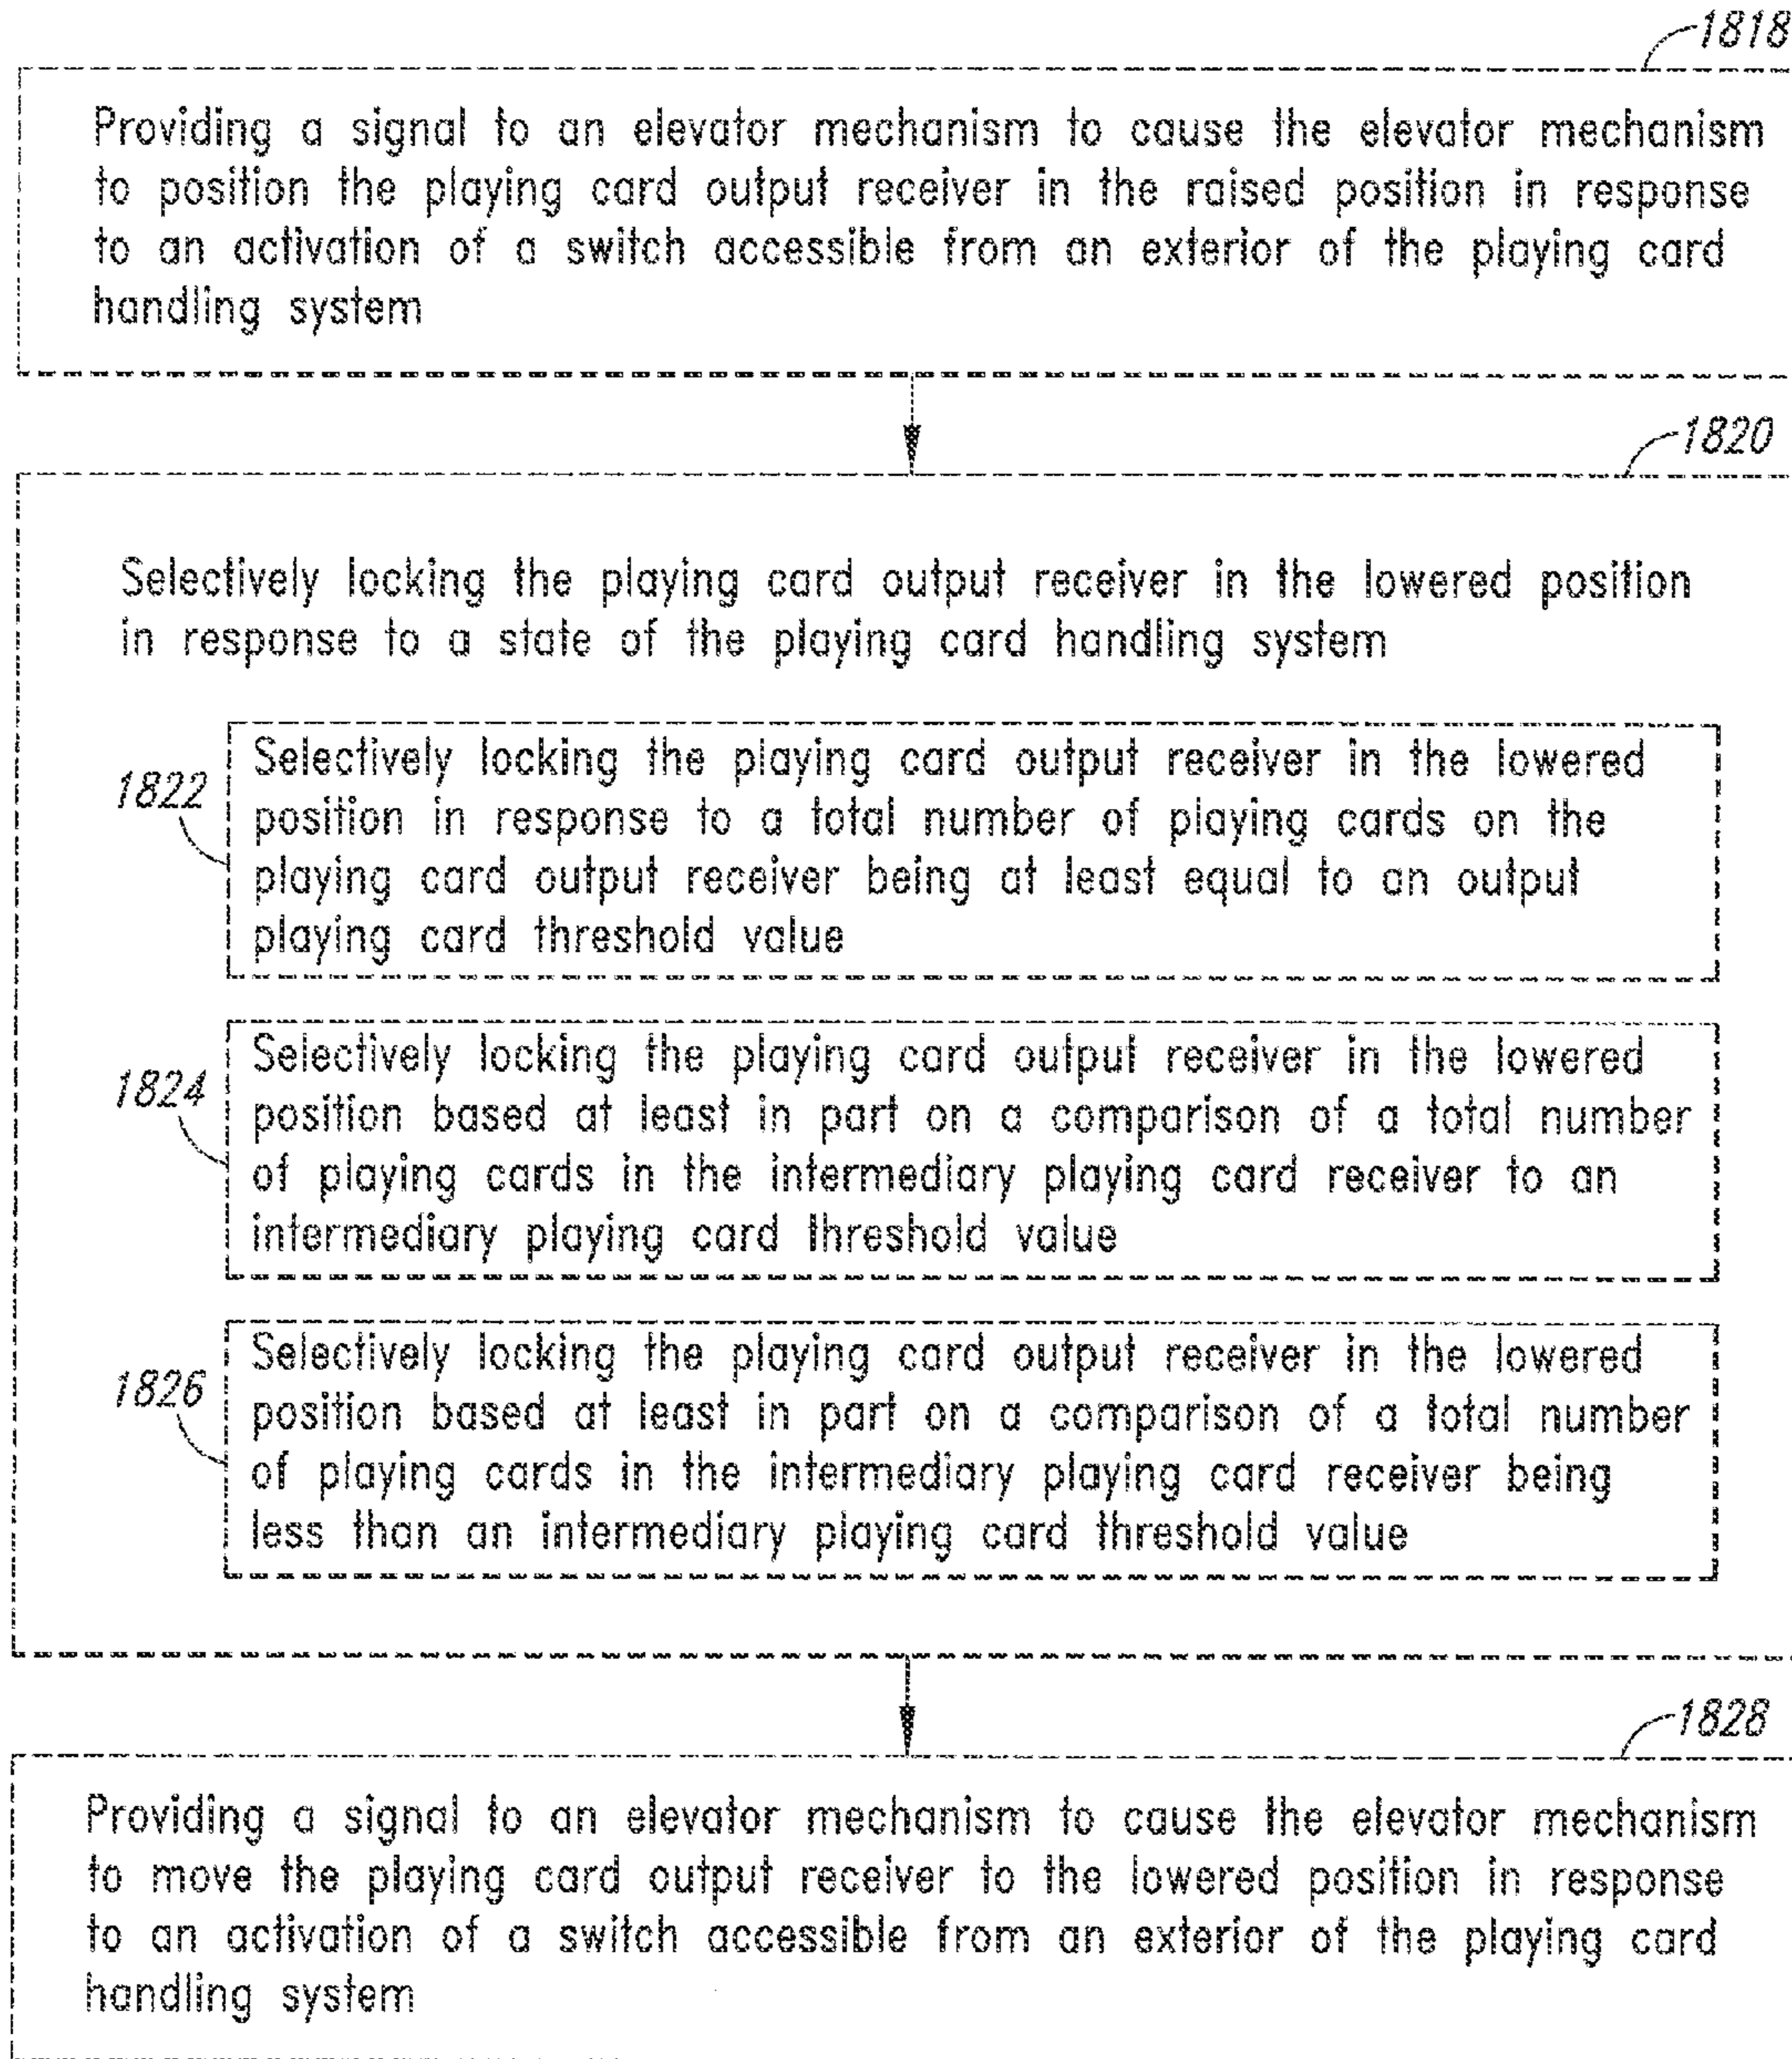 1818
Providing a signal to an elevator mechanism to cause the elevator mechanism
to position the playing card output receiver in the raised position in response
to an activation of a switch accessible from an exterior of the playing card
handling system
1820
Selectively locking the playing card output receiver in the lowered position
in response to a state of the playing card handling system
1822
Selectively locking the playing card output receiver in the lowered
position in response to a total number of playing cards on the
playing card output receiver being at least equal to an output
playing card threshold value
1824
Selectively locking the playing card output receiver in the lowered
position based at least in part on a comparison of a total number
of playing cards in the intermediary playing card receiver to an
intermediary playing card threshold value
1826
Selectively locking the playing card output receiver in the lowered
position based at least in part on a comparison of a total number
of playing cards in the intermediary playing card receiver being
less than an intermediary playing card threshold value
1828
Providing a signal to an elevator mechanism to cause the elevator mechanism
to move the playing card output receiver to the lowered position in response
to an activation of a switch accessible from an exterior of the playing card
handling system